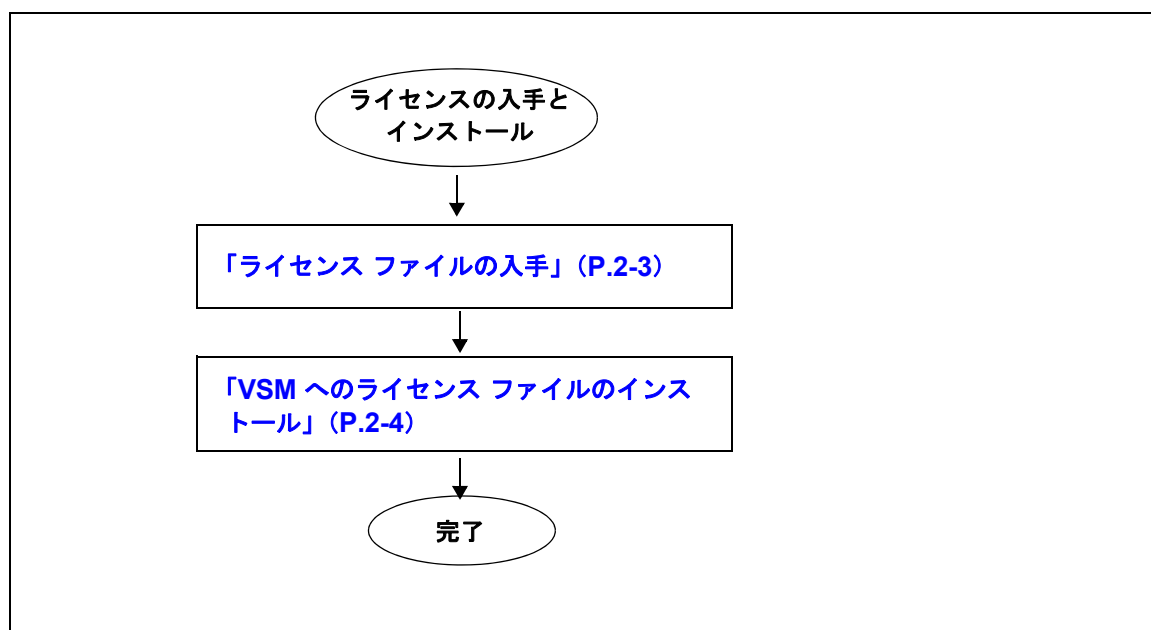 ライセンスの入手と
インストール
「ライセンス ファイルの入手」(P.2-3)
「VSM へのライセンス ファイルのインス
トール」(P.2-4)
完了